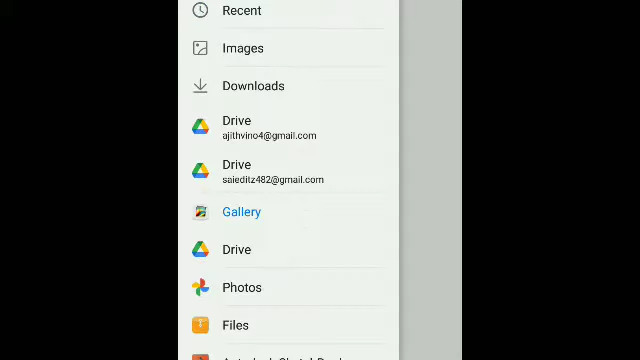 Recent
Images
Downloads
Drive
ajithvino4@gmail.com
Drive
saieditz482@gmail.com
Gallery
Drive
Photos
Files